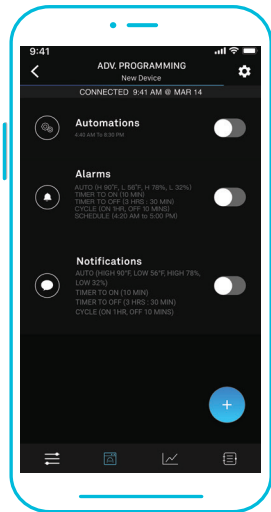 9:41
ADV. PROGRAMMING
New Device
CONNECTED 9:41 AM @ MAR 14
Automations
4:40 AM To 8:30 PM
Alarms
AUTO (H 90°F, L 56°F, H 78%, L 32%)
TIMER TO ON (10 MIN)
TIMER TO OFF (3 HRS : 30 MIN)
CYCLE (ON 1HR, OFF 10 MINS)
SCHEDULE (4:20 AM to 5:00 PM)
Notifications
AUTO (HIGH 90°F, LOW 56°F, HIGH 78%,
LOW 32%)
TIMER TO ON (10 MIN)
TIMER TO OFF (3 HRS : 30 MIN)
CYCLE (ON 1HR, OFF 10 MINS)